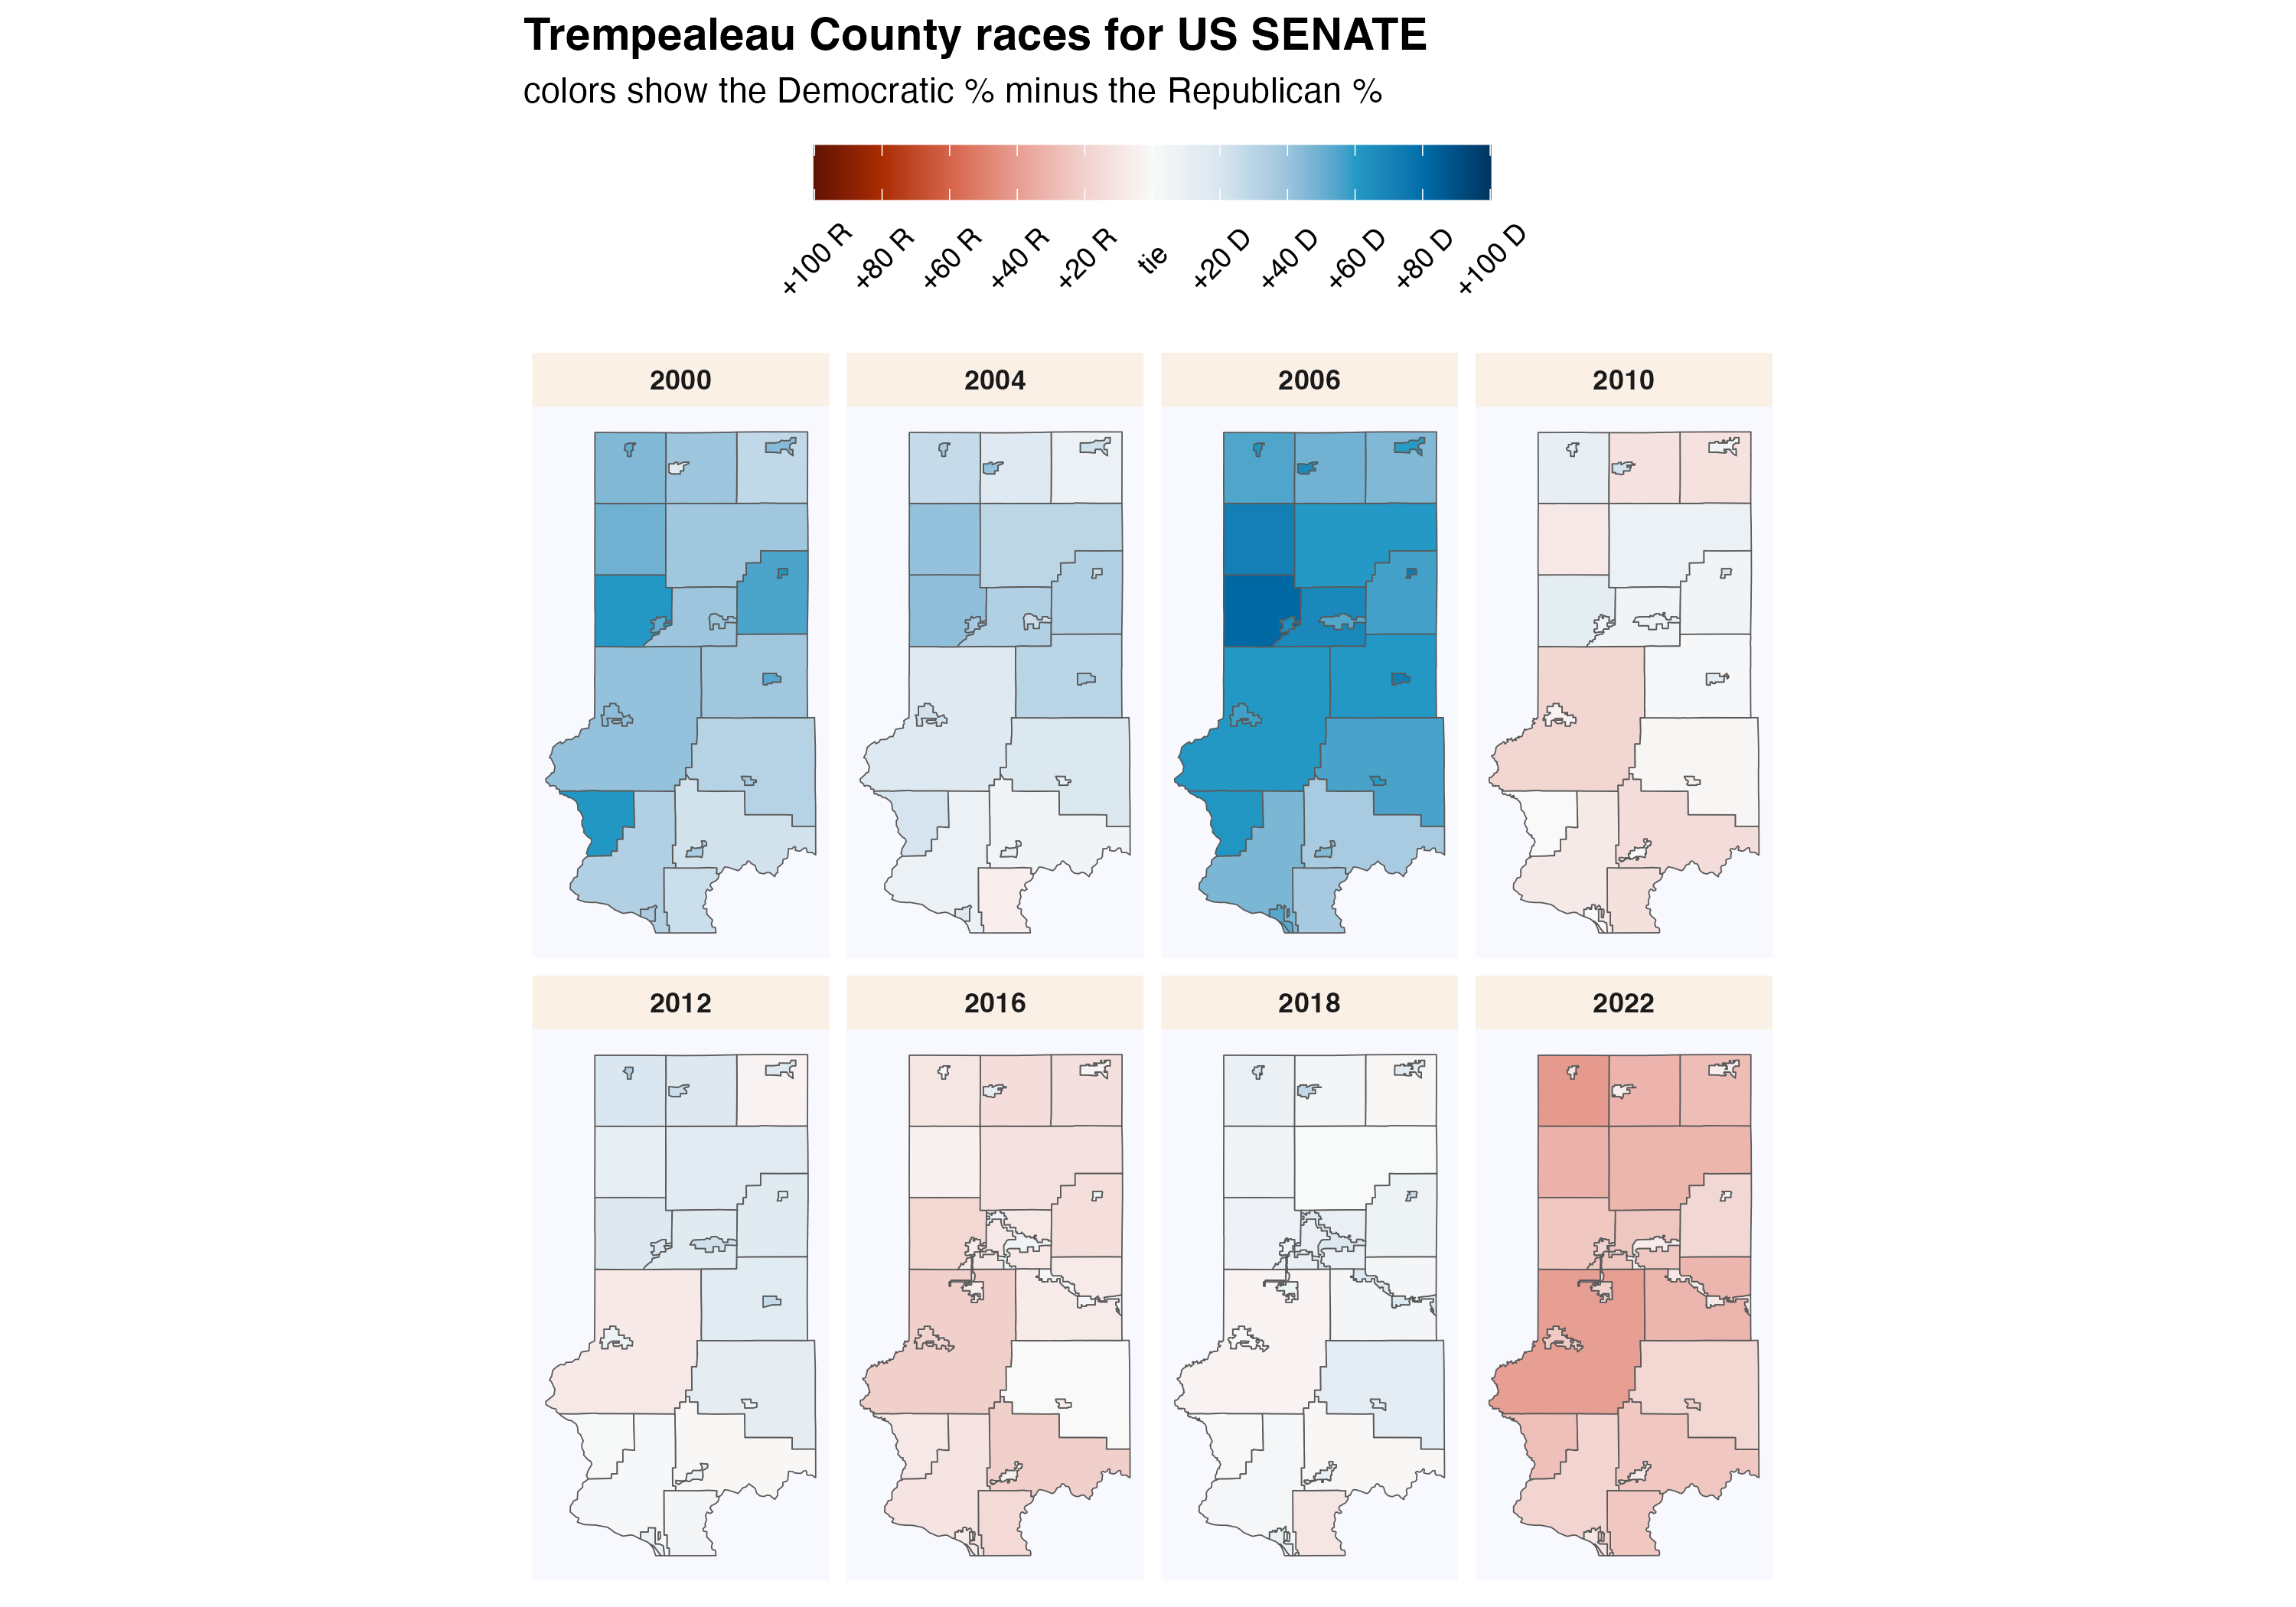 Trempealeau County races for US SENATE
colors show the Democratic % minus the Republican %
+100 R +80 R +60 R +40 R +20 R tie +20 D +40 D +60 D +80 D +100 D
2000 2004 2006 2010
2012 2016 2018 2022